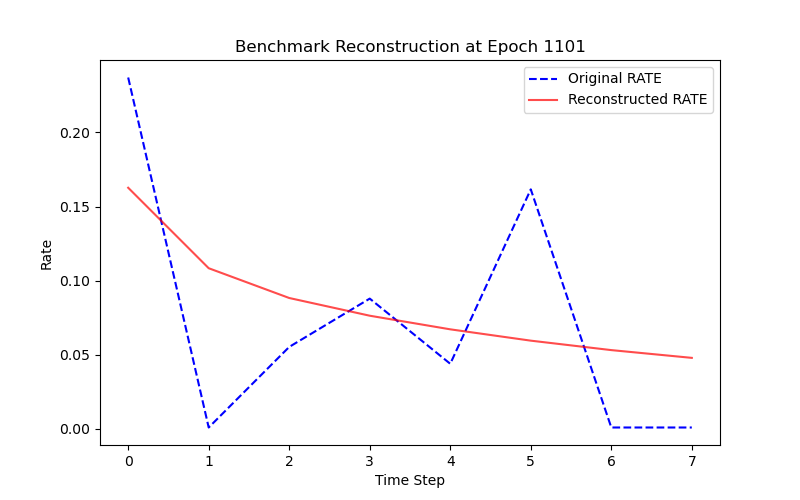 Benchmark Reconstruction at Epoch 1101
Original RATE
Reconstructed RATE
0.20
0.15
0.10
0.05
0.00
Rate
0 1 2 3 4 5 6 7
Time Step